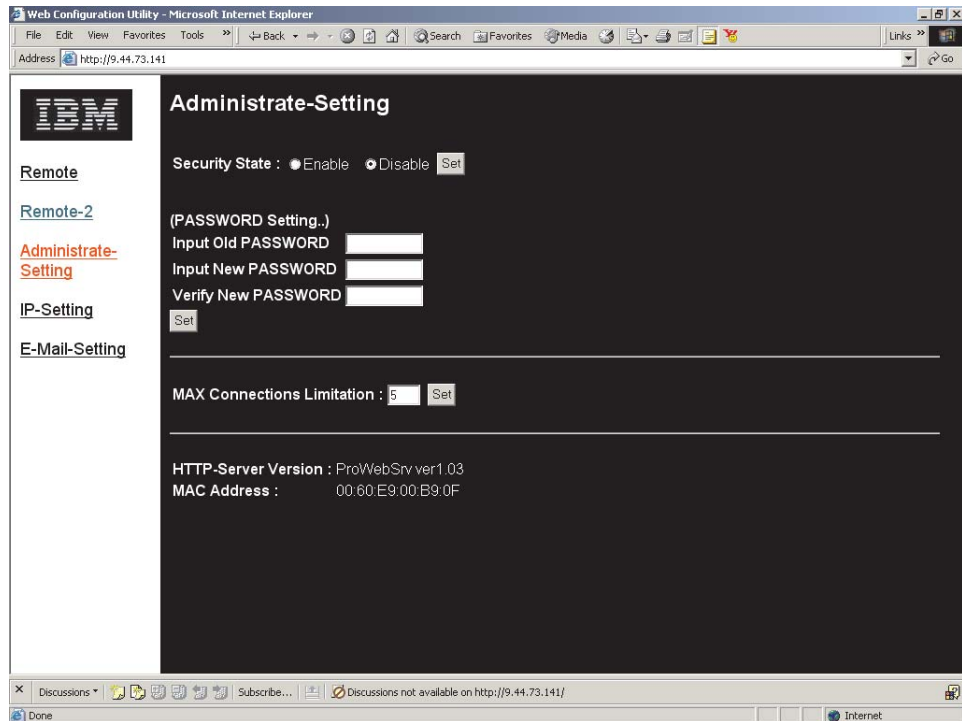 Web Configuration Utility - Microsoft Internet Explorer
File Edit View Favorites Tools » Back Search Favorites Media Links »
Address http://9.44.73.141 Go
IBM
Administrate-Setting
Remote
Remote-2
Administrate-
Setting
IP-Setting
E-Mail-Setting
Security State : Enable Disable Set
(PASSWORD Setting..)
Input Old PASSWORD
Input New PASSWORD
Verify New PASSWORD
Set
MAX Connections Limitation : 5 Set
HTTP-Server Version : ProWebSrv ver1.03
MAC Address : 00:60:E9:00:B9:0F
Discussions Subscribe... Discussions not available on http://9.44.73.141/
Done Internet